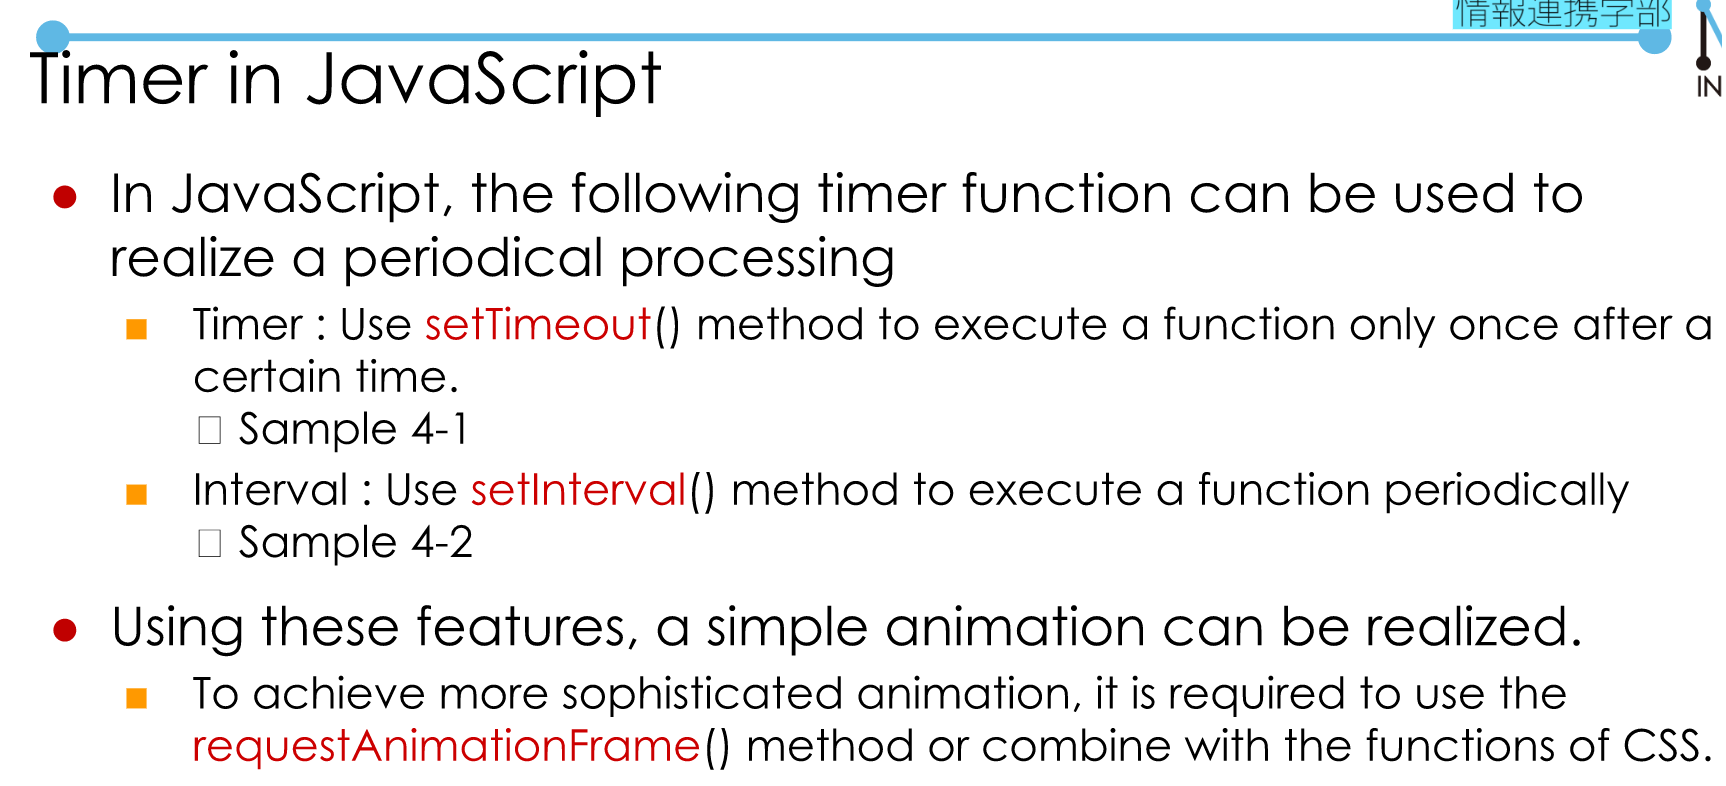 情報連携学部
IN
Timer in JavaScript
● In JavaScript, the following timer function can be used to
realize a periodical processing
■ Timer : Use setTimeout() method to execute a function only once after a
certain time.
□ Sample 4-1
■ Interval : Use setInterval() method to execute a function periodically
□ Sample 4-2
● Using these features, a simple animation can be realized.
■ To achieve more sophisticated animation, it is required to use the
requestAnimationFrame() method or combine with the functions of CSS.